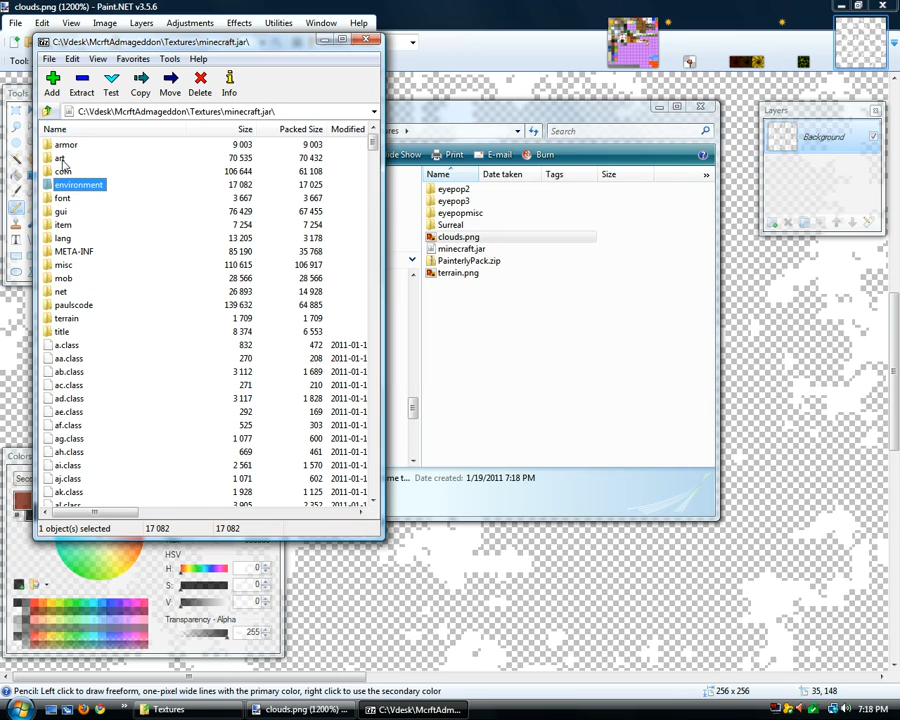 clouds.png (1200%) - Paint.NET v3.5.6
File Edit View Image Layers Adjustments Effects Utilities Window Help
C:\Vdesk\McrftAdmageddon\Textures\minecraft.jar\
File Edit View Favorites Tools Help
Add Extract Test Copy Move Delete Info
C:\Vdesk\McrftAdmageddon\Textures\minecraft.jar\
Name Size Packed Size Modified
armor 9 003 9 003
art 70 535 70 432
com 106 644 61 108
environment 17 082 17 025
font 3 667 3 667
gui 76 429 67 455
item 7 254 7 254
lang 13 205 3 178
META-INF 85 190 35 768
misc 110 615 106 917
mob 28 566 28 566
net 26 893 14 928
paulscode 139 632 64 885
terrain 1 709 1 709
title 8 374 6 553
a.class 832 472 2011-01-1
aa.class 270 208 2011-01-1
ab.class 3 112 1 689 2011-01-1
ac.class 271 210 2011-01-1
ad.class 3 117 1 828 2011-01-1
ae.class 292 169 2011-01-1
af.class 525 303 2011-01-1
ag.class 1 077 600 2011-01-1
ah.class 669 461 2011-01-1
ai.class 2 561 1 570 2011-01-1
aj.class 1 071 602 2011-01-1
ak.class 1 928 1 125 2011-01-1
al.class 3 905 2 352 2011-01-1
1 object(s) selected 17 082 17 082
Tool:
Tools
Colors
Search
ide Show Print E-mail Burn
Name Date taken Tags Size »
eyepop2
eyepop3
eyepopmisc
Surreal
clouds.png
minecraft.jar
PainterlyPack.zip
terrain.png
Date created: 1/19/2011 7:18 PM
Layers
Background
HSV
H: 0
S: 0
V: 0
Transparency - Alpha
255
Pencil: Left click to draw freeform, one-pixel wide lines with the primary color, right click to use the secondary color
256 x 256 35, 148
Textures clouds.png (1200%) ... C:\Vdesk\McrftAdm... 7:18 PM